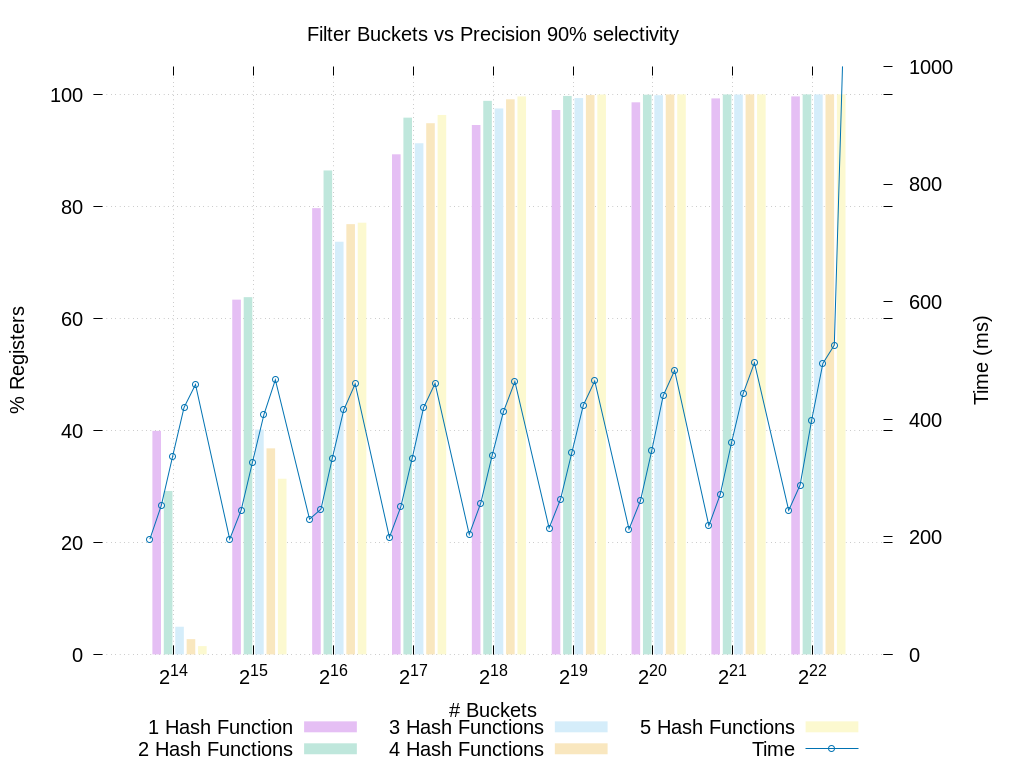 Filter Buckets vs Precision 90% selectivity
1000
100
800
80
600
60
% Registers
Time (ms)
400
40
200
20
0
0
2^14 2^15 2^16 2^17 2^18 2^19 2^20 2^21 2^22
# Buckets
1 Hash Function 3 Hash Functions 5 Hash Functions
2 Hash Functions 4 Hash Functions Time